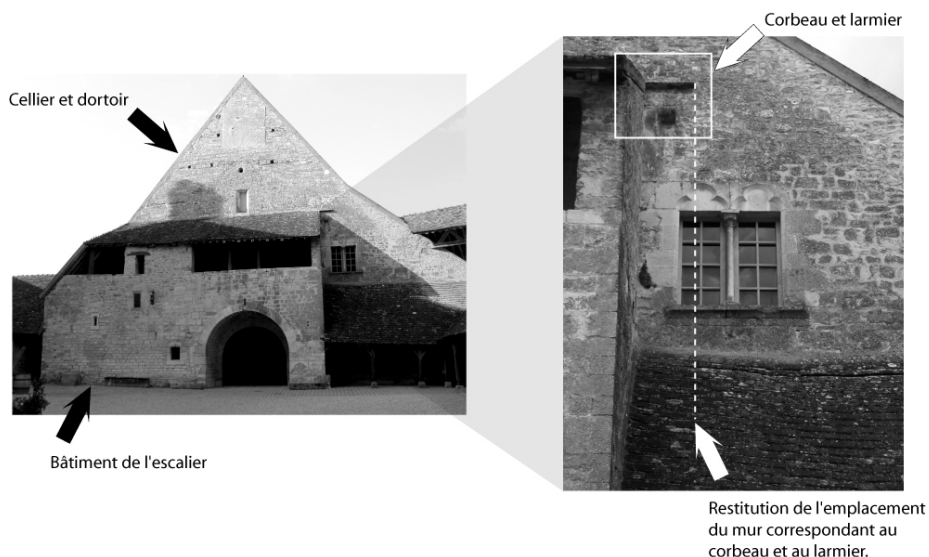 Corbeau et larmier
Cellier et dortoir
Bâtiment de l'escalier
Restitution de l'emplacement
du mur correspondant au
corbeau et au larmier.